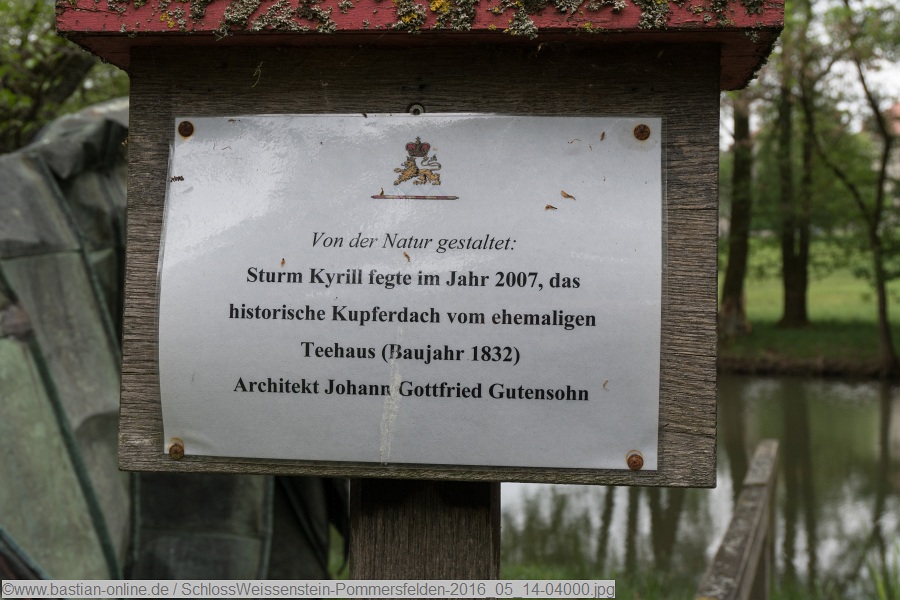 Von der Natur gestaltet:
Sturm Kyrill fegte im Jahr 2007, das
historische Kupferdach vom ehemaligen
Teehaus (Baujahr 1832)
Architekt Johann Gottfried Gutensohn
©www.bastian-online.de / SchlossWeissenstein-Pommersfelden-2016_05_14-04000.jpg